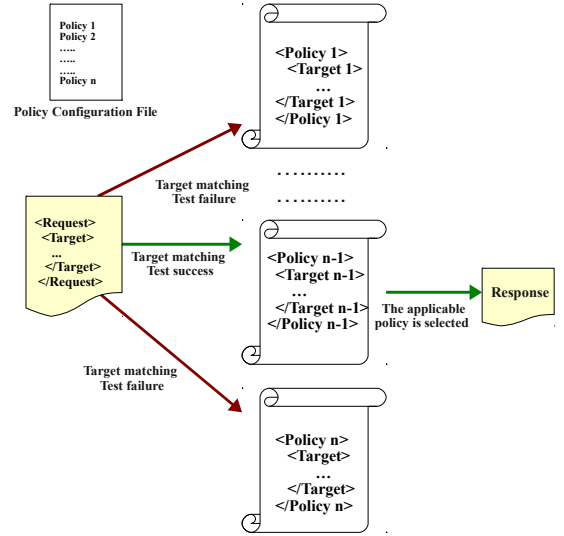 Policy 1
Policy 2
.....
.....
.....
Policy n
Policy Configuration File
<Policy 1>
<Target 1>
...
</Target 1>
</Policy 1>
..........
..........
Target matching
Test failure
<Request>
<Target>
...
</Target>
</Request>
Target matching
Test success
<Policy n-1>
<Target n-1>
...
</Target n-1>
</Policy n-1>
The applicable
policy is selected
Response
Target matching
Test failure
<Policy n>
<Target>
...
</Target>
</Policy n>